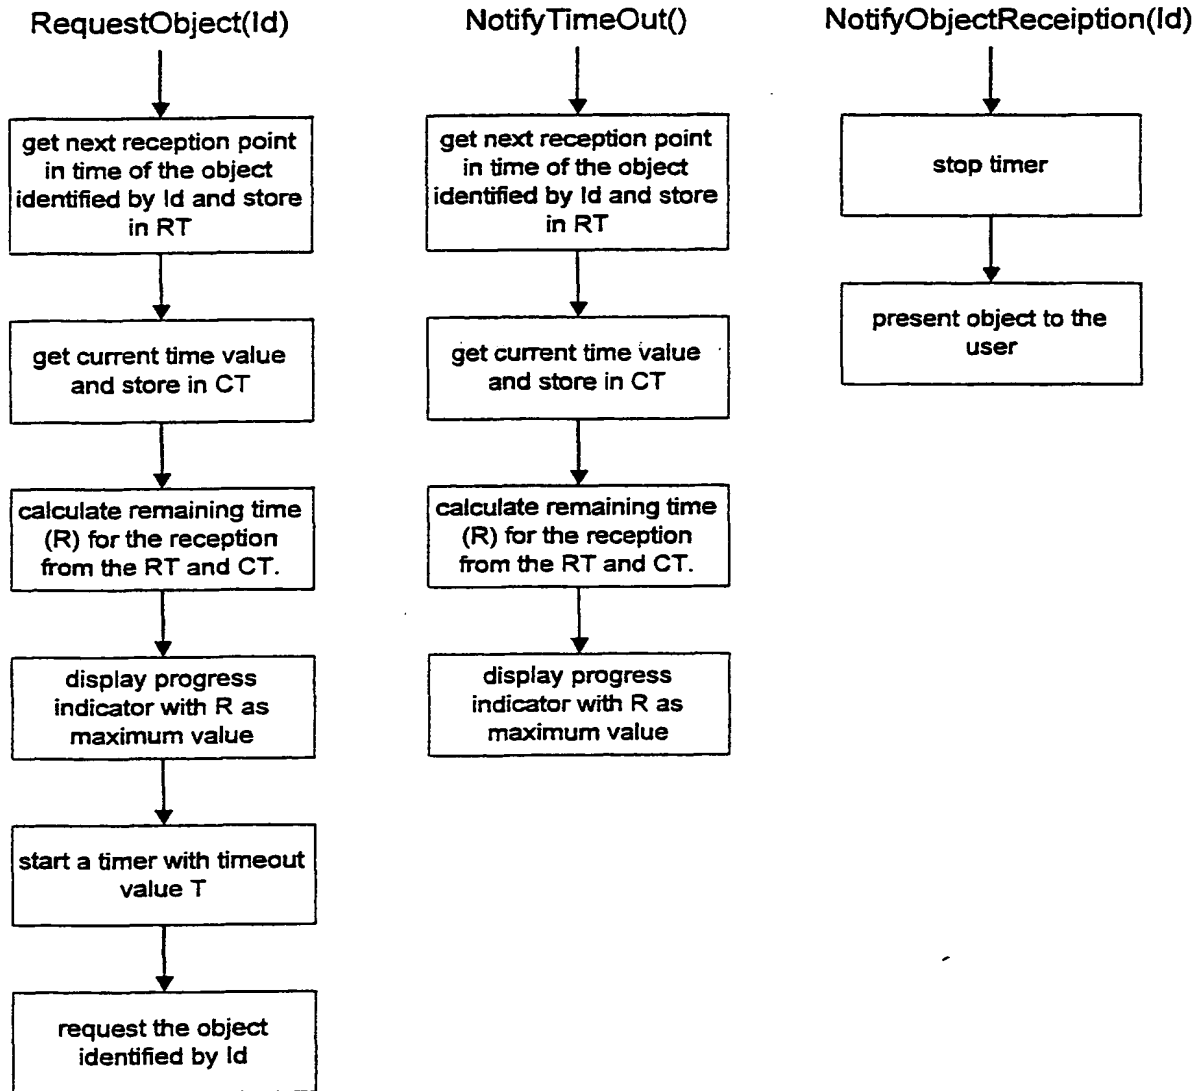 RequestObject(Id)
get next reception point
in time of the object
identified by Id and store
in RT
get current time value
and store in CT
calculate remaining time
(R) for the reception
from the RT and CT.
display progress
indicator with R as
maximum value
start a timer with timeout
value T
request the object
identified by Id
NotifyTimeOut()
get next reception point
in time of the object
identified by Id and store
in RT
get current time value
and store in CT
calculate remaining time
(R) for the reception
from the RT and CT.
display progress
indicator with R as
maximum value
NotifyObjectReceiption(Id)
stop timer
present object to the
user